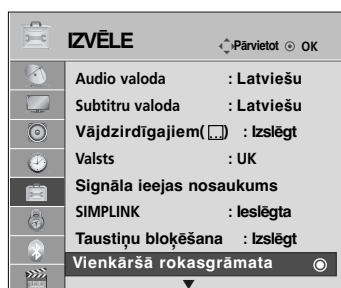 IZVĒLE
Pārvietot OK
Audio valoda : Latviešu
Subtitru valoda : Latviešu
Vājdzirdīgajiem( ) : Izslēgt
Valsts : UK
Signāla ieejas nosaukums
SIMPLINK : Ieslēgta
Taustiņu bloķēšana : Izslēgt
Vienkāršā rokasgrāmata